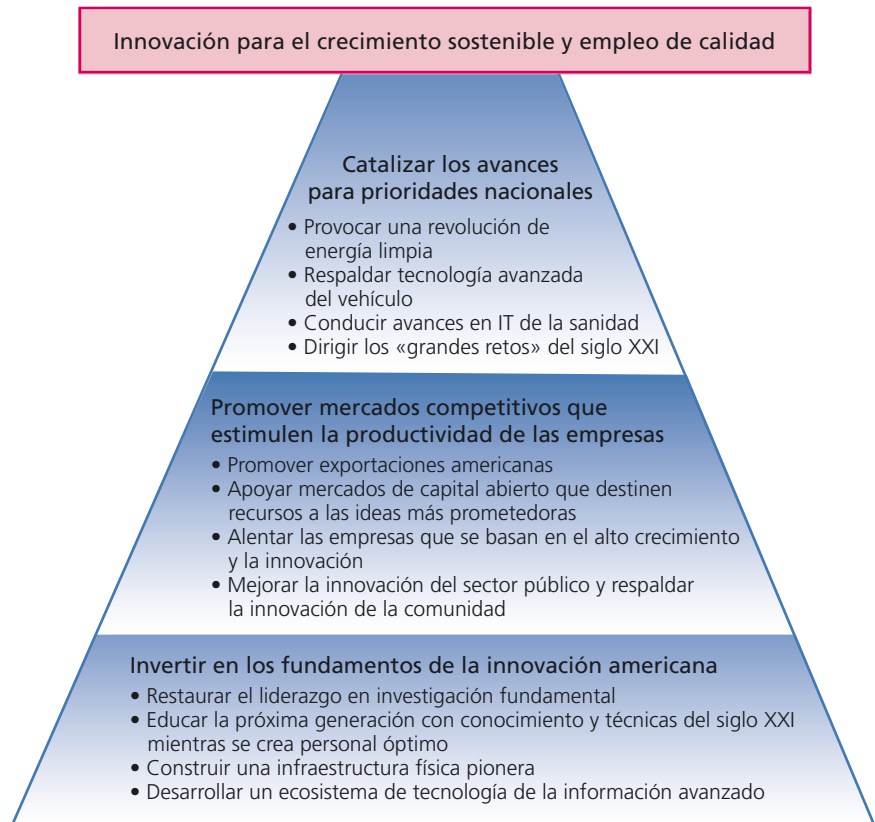 Innovación para el crecimiento sostenible y empleo de calidad
Catalizar los avances
para prioridades nacionales
• Provocar una revolución de
energía limpia
• Respaldar tecnología avanzada
del vehículo
• Conducir avances en IT de la sanidad
• Dirigir los «grandes retos» del siglo XXI
Promover mercados competitivos que
estimulen la productividad de las empresas
• Promover exportaciones americanas
• Apoyar mercados de capital abierto que destinen
recursos a las ideas más prometedoras
• Alentar las empresas que se basan en el alto crecimiento
y la innovación
• Mejorar la innovación del sector público y respaldar
la innovación de la comunidad
Invertir en los fundamentos de la innovación americana
• Restaurar el liderazgo en investigación fundamental
• Educar la próxima generación con conocimiento y técnicas del siglo XXI
mientras se crea personal óptimo
• Construir una infraestructura física pionera
• Desarrollar un ecosistema de tecnología de la información avanzado